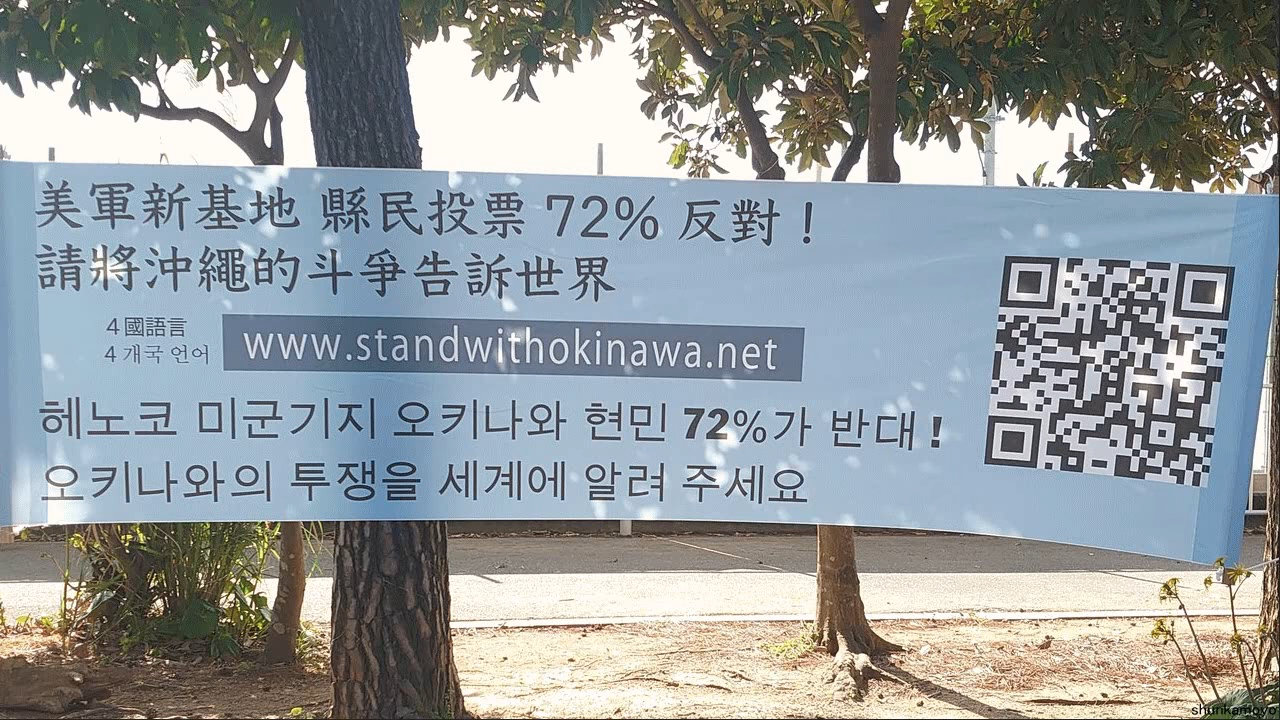 美軍新基地 縣民投票 72% 反對！
請將沖繩的斗爭告訴世界
4國語言
4 개국 언어
www.standwithokinawa.net
헤노코 미군기지 오키나와 현민 72%가 반대!
오키나와의 투쟁을 세계에 알려 주세요
shunkamoyo